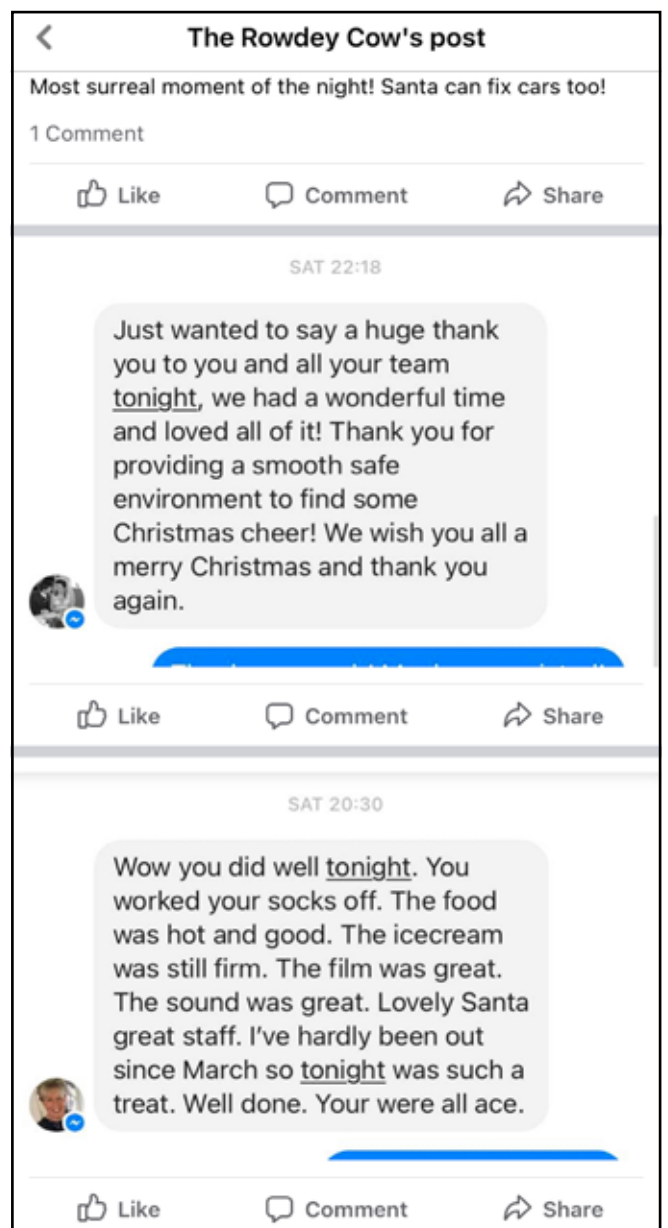 The Rowdey Cow's post
Most surreal moment of the night! Santa can fix cars too!
1 Comment
Like Comment Share
SAT 22:18
Just wanted to say a huge thank
you to you and all your team
tonight, we had a wonderful time
and loved all of it! Thank you for
providing a smooth safe
environment to find some
Christmas cheer! We wish you all a
merry Christmas and thank you
again.
Like Comment Share
SAT 20:30
Wow you did well tonight. You
worked your socks off. The food
was hot and good. The icecream
was still firm. The film was great.
The sound was great. Lovely Santa
great staff. I've hardly been out
since March so tonight was such a
treat. Well done. Your were all ace.
Like Comment Share